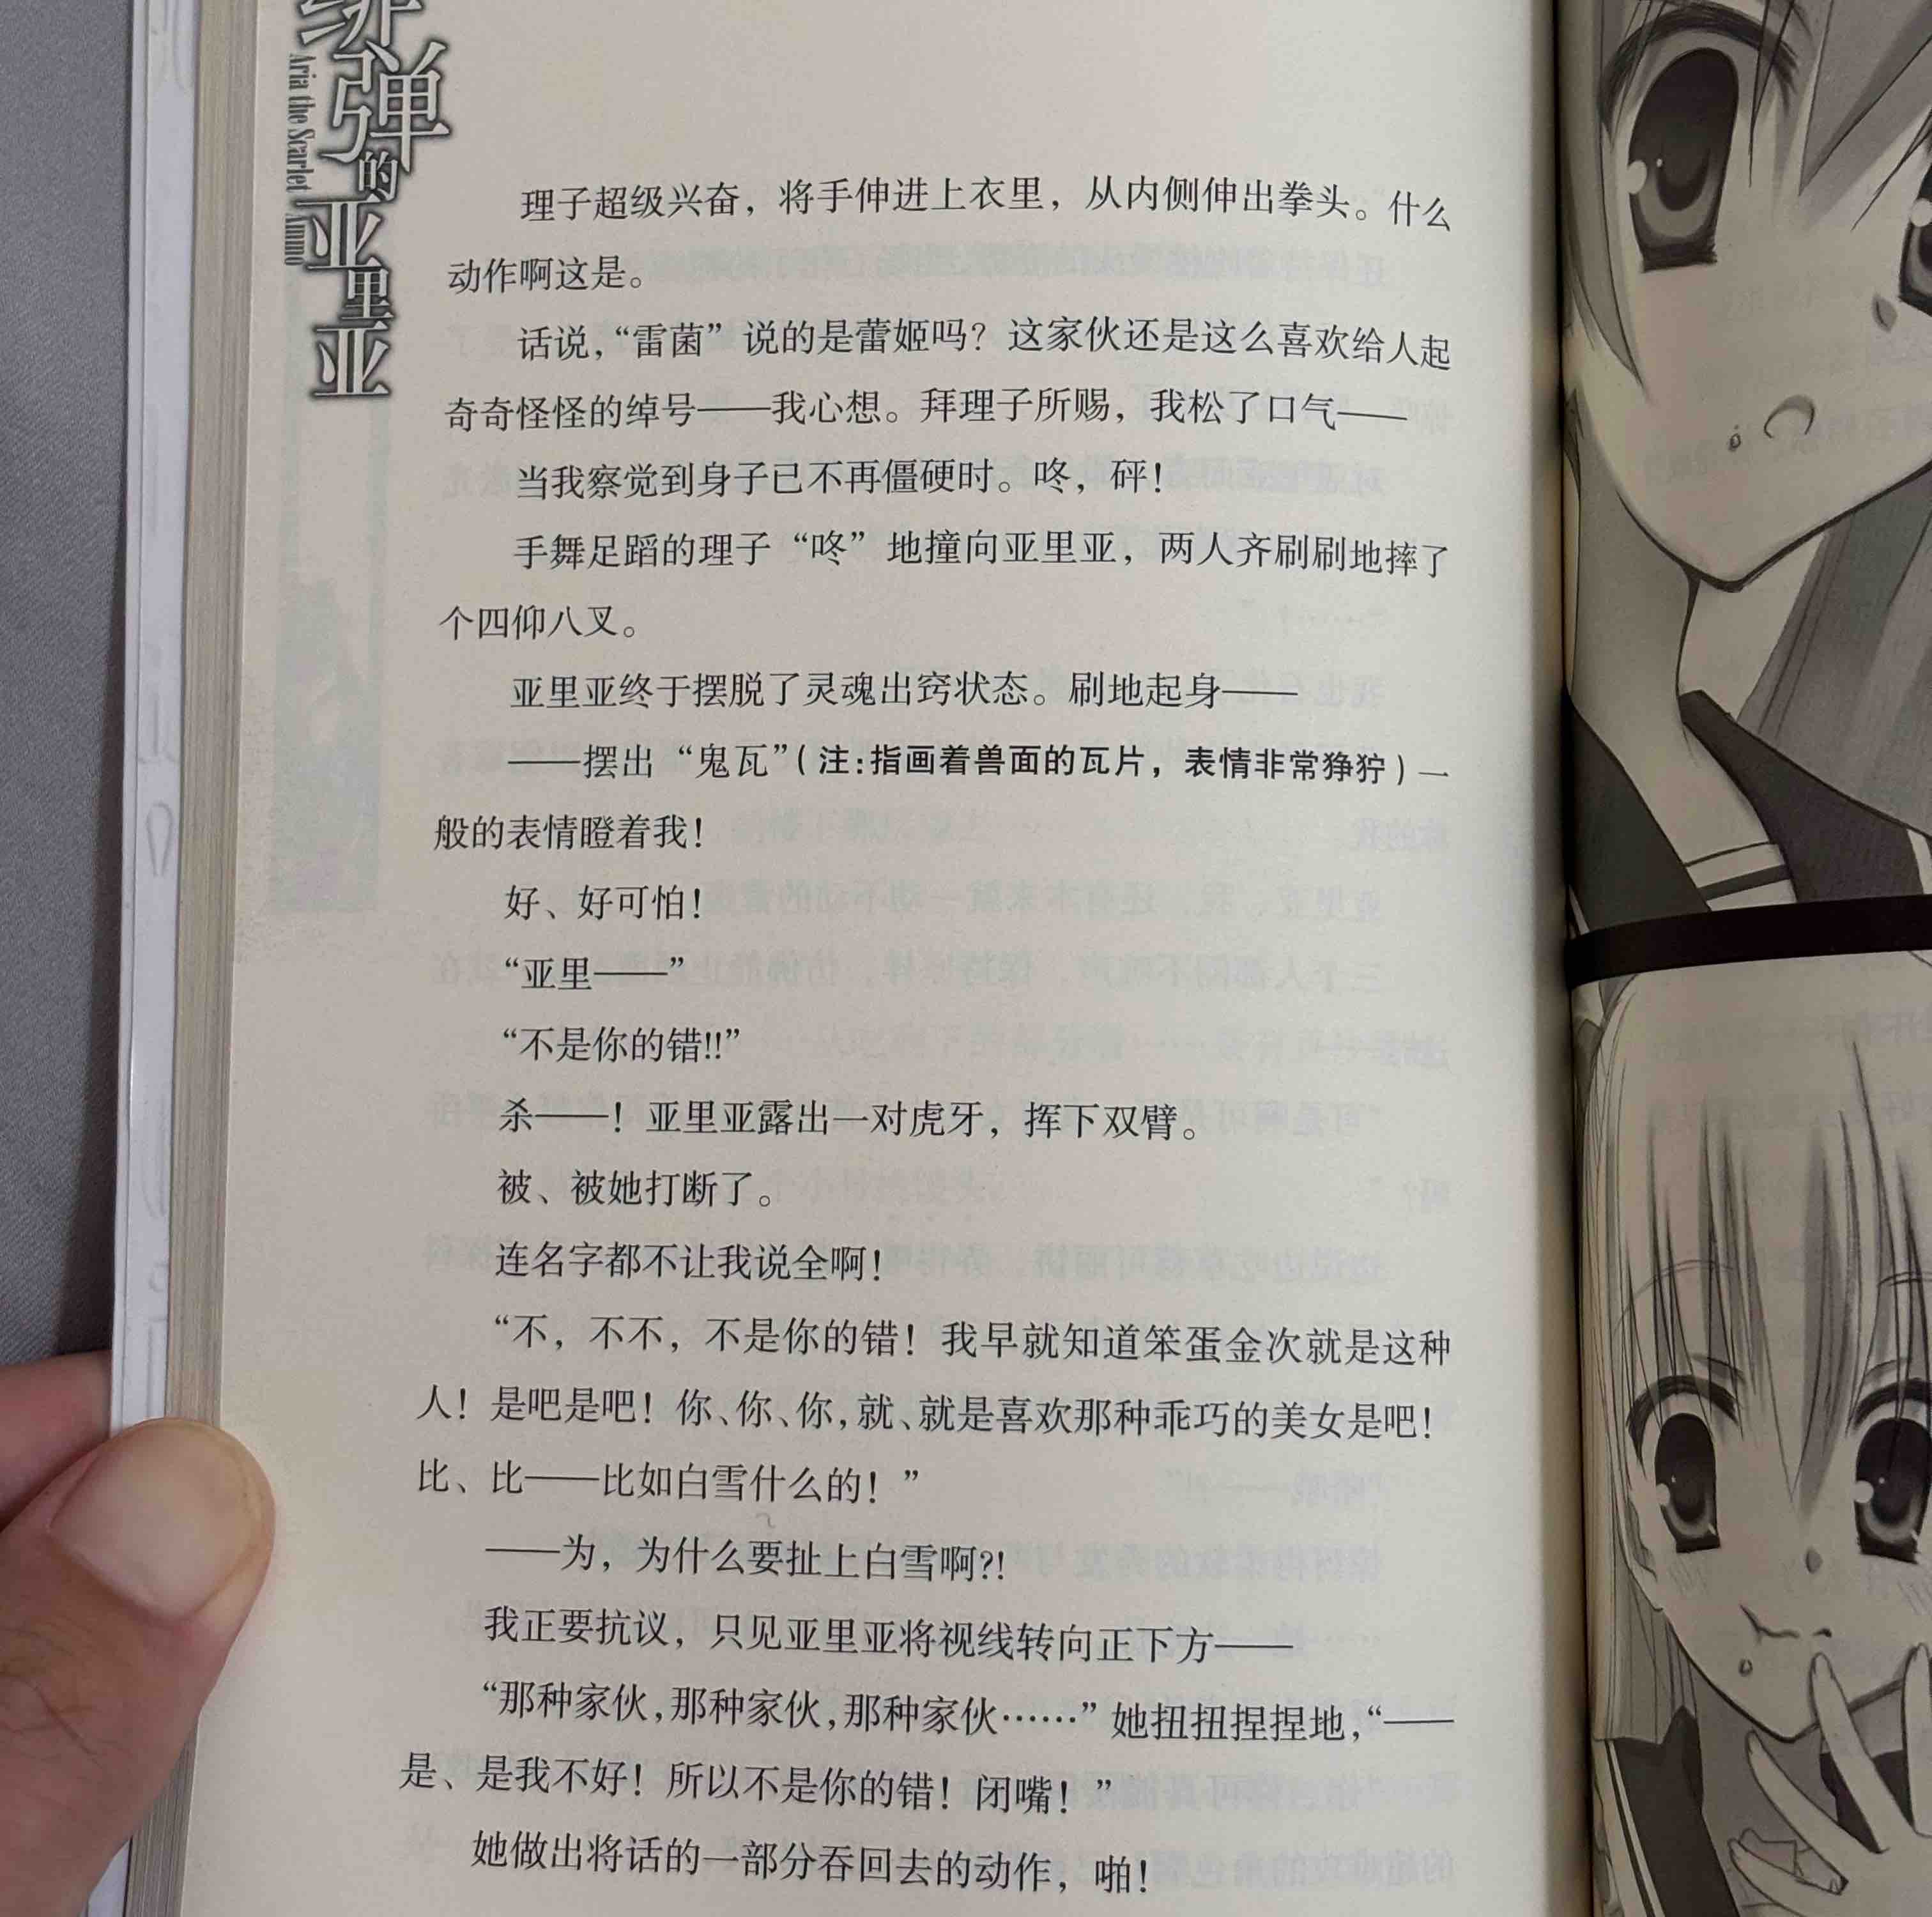 绯弹的亚里亚
Aria the Scarlet Ammo
理子超级兴奋，将手伸进上衣里，从内侧伸出拳头。什么
动作啊这是。
话说，“雷菌”说的是蕾姬吗？这家伙还是这么喜欢给人起
奇奇怪怪的绰号——我心想。拜理子所赐，我松了口气——
当我察觉到身子已不再僵硬时。咚，砰！
手舞足蹈的理子“咚”地撞向亚里亚，两人齐刷刷地摔了
个四仰八叉。
亚里亚终于摆脱了灵魂出窍状态。刷地起身——
——摆出“鬼瓦”（注：指画着兽面的瓦片，表情非常狰狞）一
般的表情瞪着我！
好、好可怕！
“亚里——”
“不是你的错!!”
杀——！亚里亚露出一对虎牙，挥下双臂。
被、被她打断了。
连名字都不让我说全啊！
“不，不不，不是你的错！我早就知道笨蛋金次就是这种
人！是吧是吧！你、你、你，就、就是喜欢那种乖巧的美女是吧！
比、比——比如白雪什么的！”
——为，为什么要扯上白雪啊?!
我正要抗议，只见亚里亚将视线转向正下方——
“那种家伙，那种家伙，那种家伙……”她扭扭捏捏地，“——
是、是我不好！所以不是你的错！闭嘴！”
她做出将话的一部分吞回去的动作，啪！